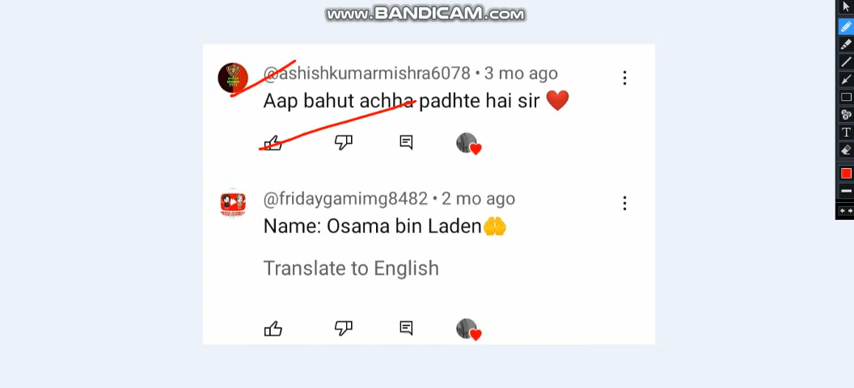 www.BANDICAM.com
@ashishkumarmishra6078 • 3 mo ago
Aap bahut achha padhte hai sir ❤️
@fridaygamimg8482 • 2 mo ago
Name: Osama bin Laden🤲
Translate to English
T